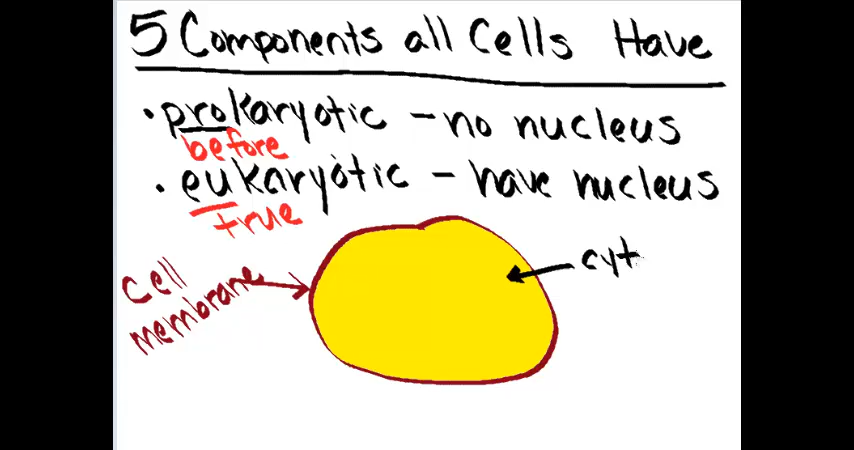 5 Components all Cells Have
• prokaryotic - no nucleus
before
• eukaryotic - have nucleus
True
cyt
Cell
membrane